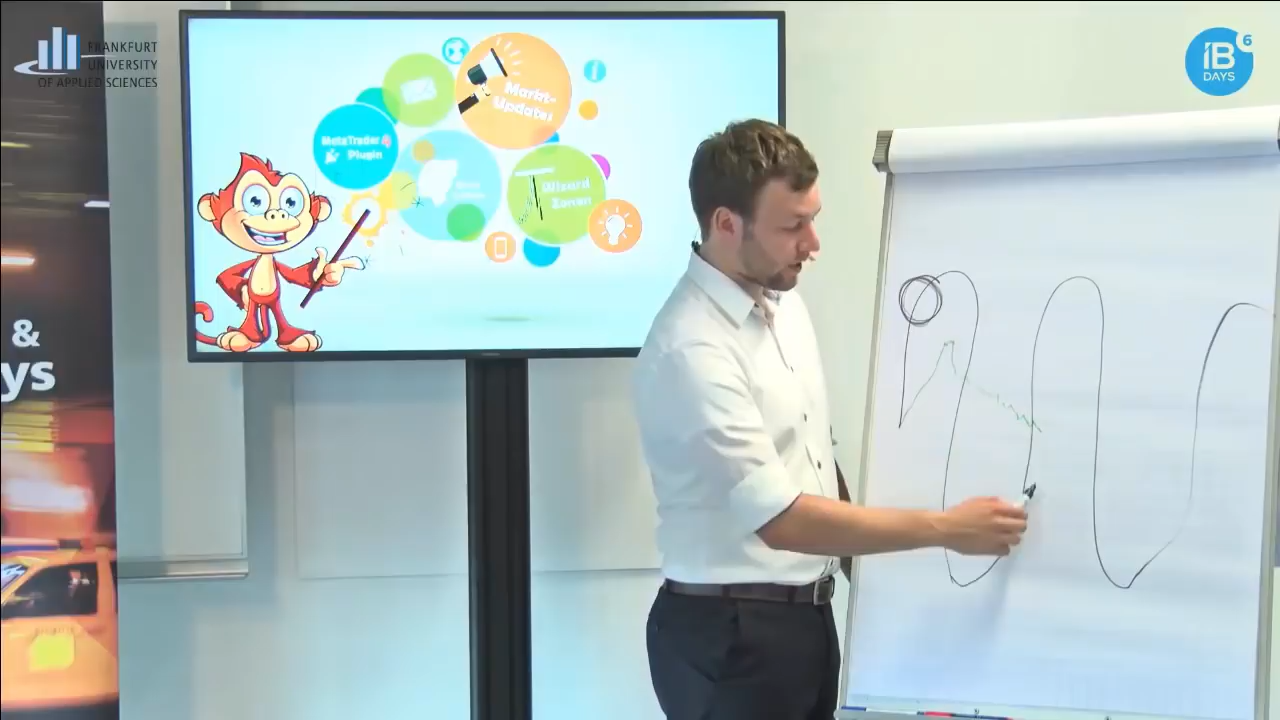 FRANKFURT
UNIVERSITY
OF APPLIED SCIENCES
iB
6
DAYS
MetaTrader 4
Plugin
Markt-
Updates
Wizard
Zonen
&
ys